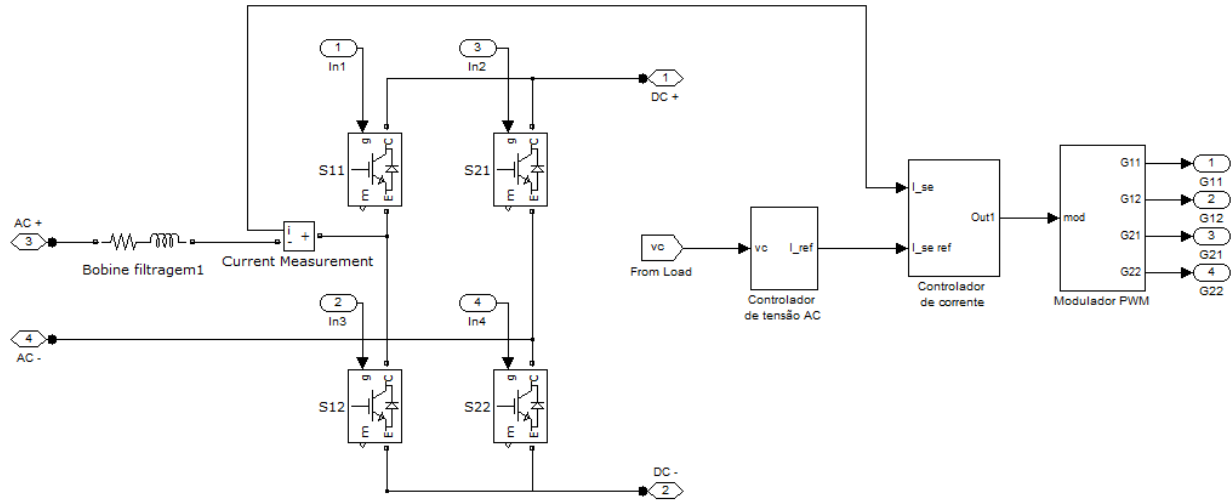 1
In1
3
In2
1
DC +
g
C
S11
m
E
g
C
S21
m
E
AC +
3
Bobine filtragem1
i
-
+
Current Measurement
2
In3
4
In4
4
AC -
g
C
S12
m
E
g
C
S22
m
E
DC -
2
vc
From Load
vc
I_ref
Controlador
de tensão AC
I_se
I_se ref
Out1
Controlador
de corrente
mod
G11
G12
G21
G22
Modulador PWM
1
G11
2
G12
3
G21
4
G22